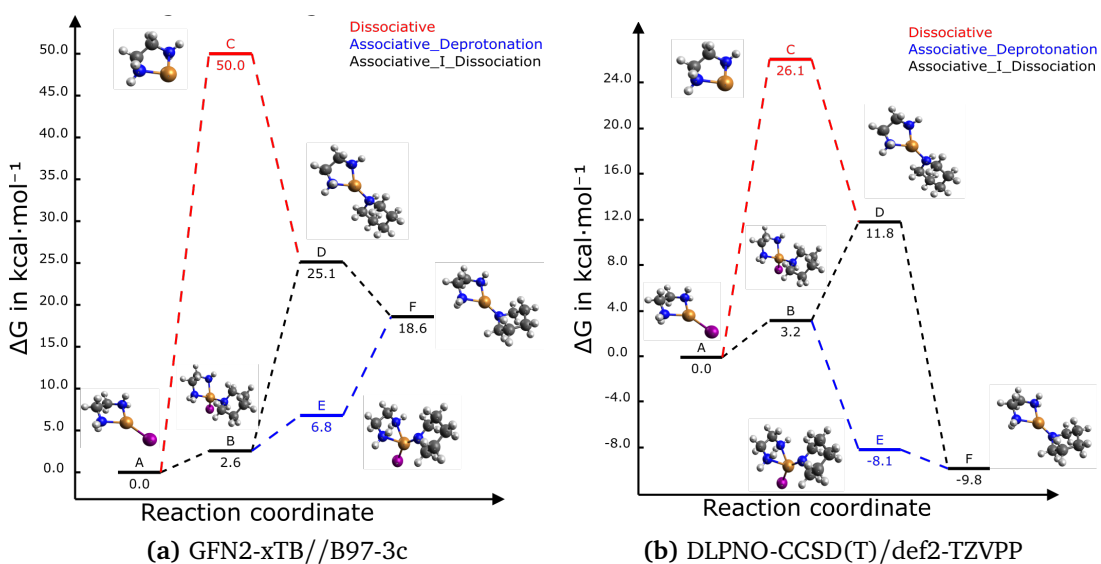 Dissociative
Associative_Deprotonation
Associative_I_Dissociation
ΔG in kcal·mol⁻¹
50.0
45.0
40.0
35.0
30.0
25.0
20.0
15.0
10.0
5.0
0.0
C
50.0
D
25.1
F
18.6
E
6.8
B
2.6
A
0.0
Reaction coordinate
(a) GFN2-xTB//B97-3c
Dissociative
Associative_Deprotonation
Associative_I_Dissociation
ΔG in kcal·mol⁻¹
24.0
20.0
16.0
12.0
8.0
4.0
0.0
-4.0
-8.0
C
26.1
D
11.8
B
3.2
A
0.0
E
-8.1
F
-9.8
Reaction coordinate
(b) DLPNO-CCSD(T)/def2-TZVPP